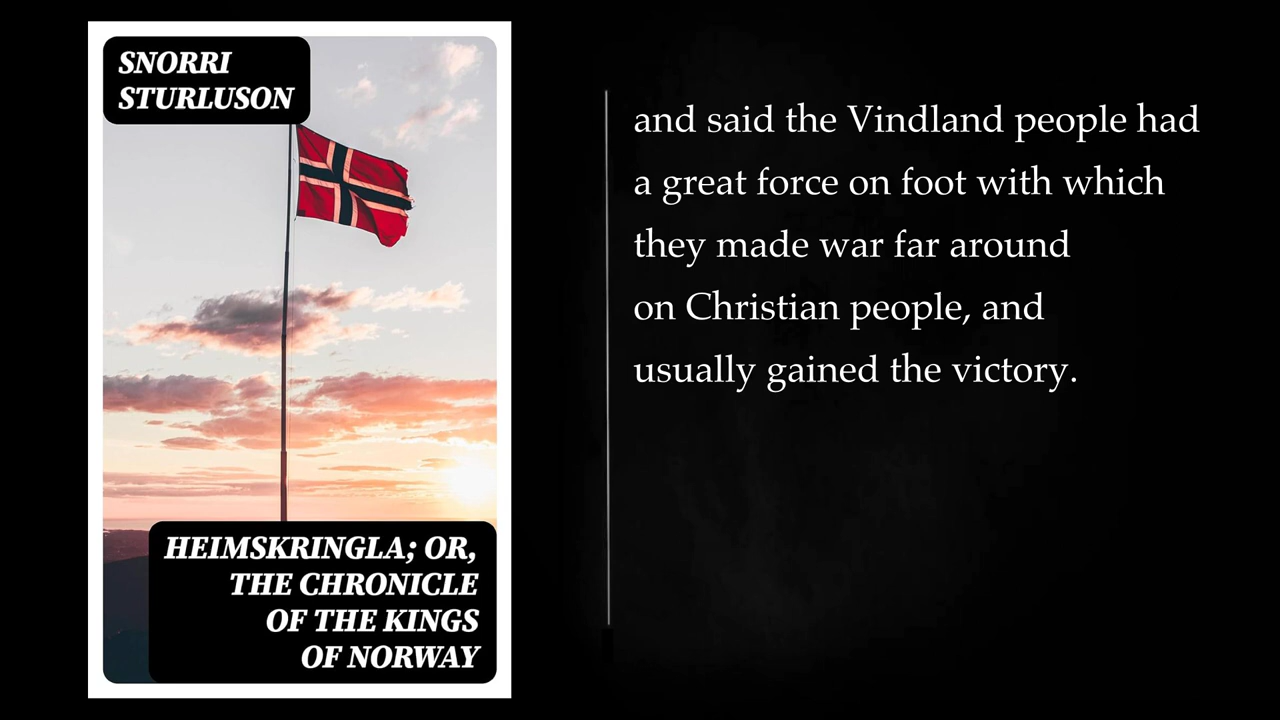 SNORRI
STURLUSON
HEIMSKRINGLA; OR,
THE CHRONICLE
OF THE KINGS
OF NORWAY
and said the Vindland people had
a great force on foot with which
they made war far around
on Christian people, and
usually gained the victory.